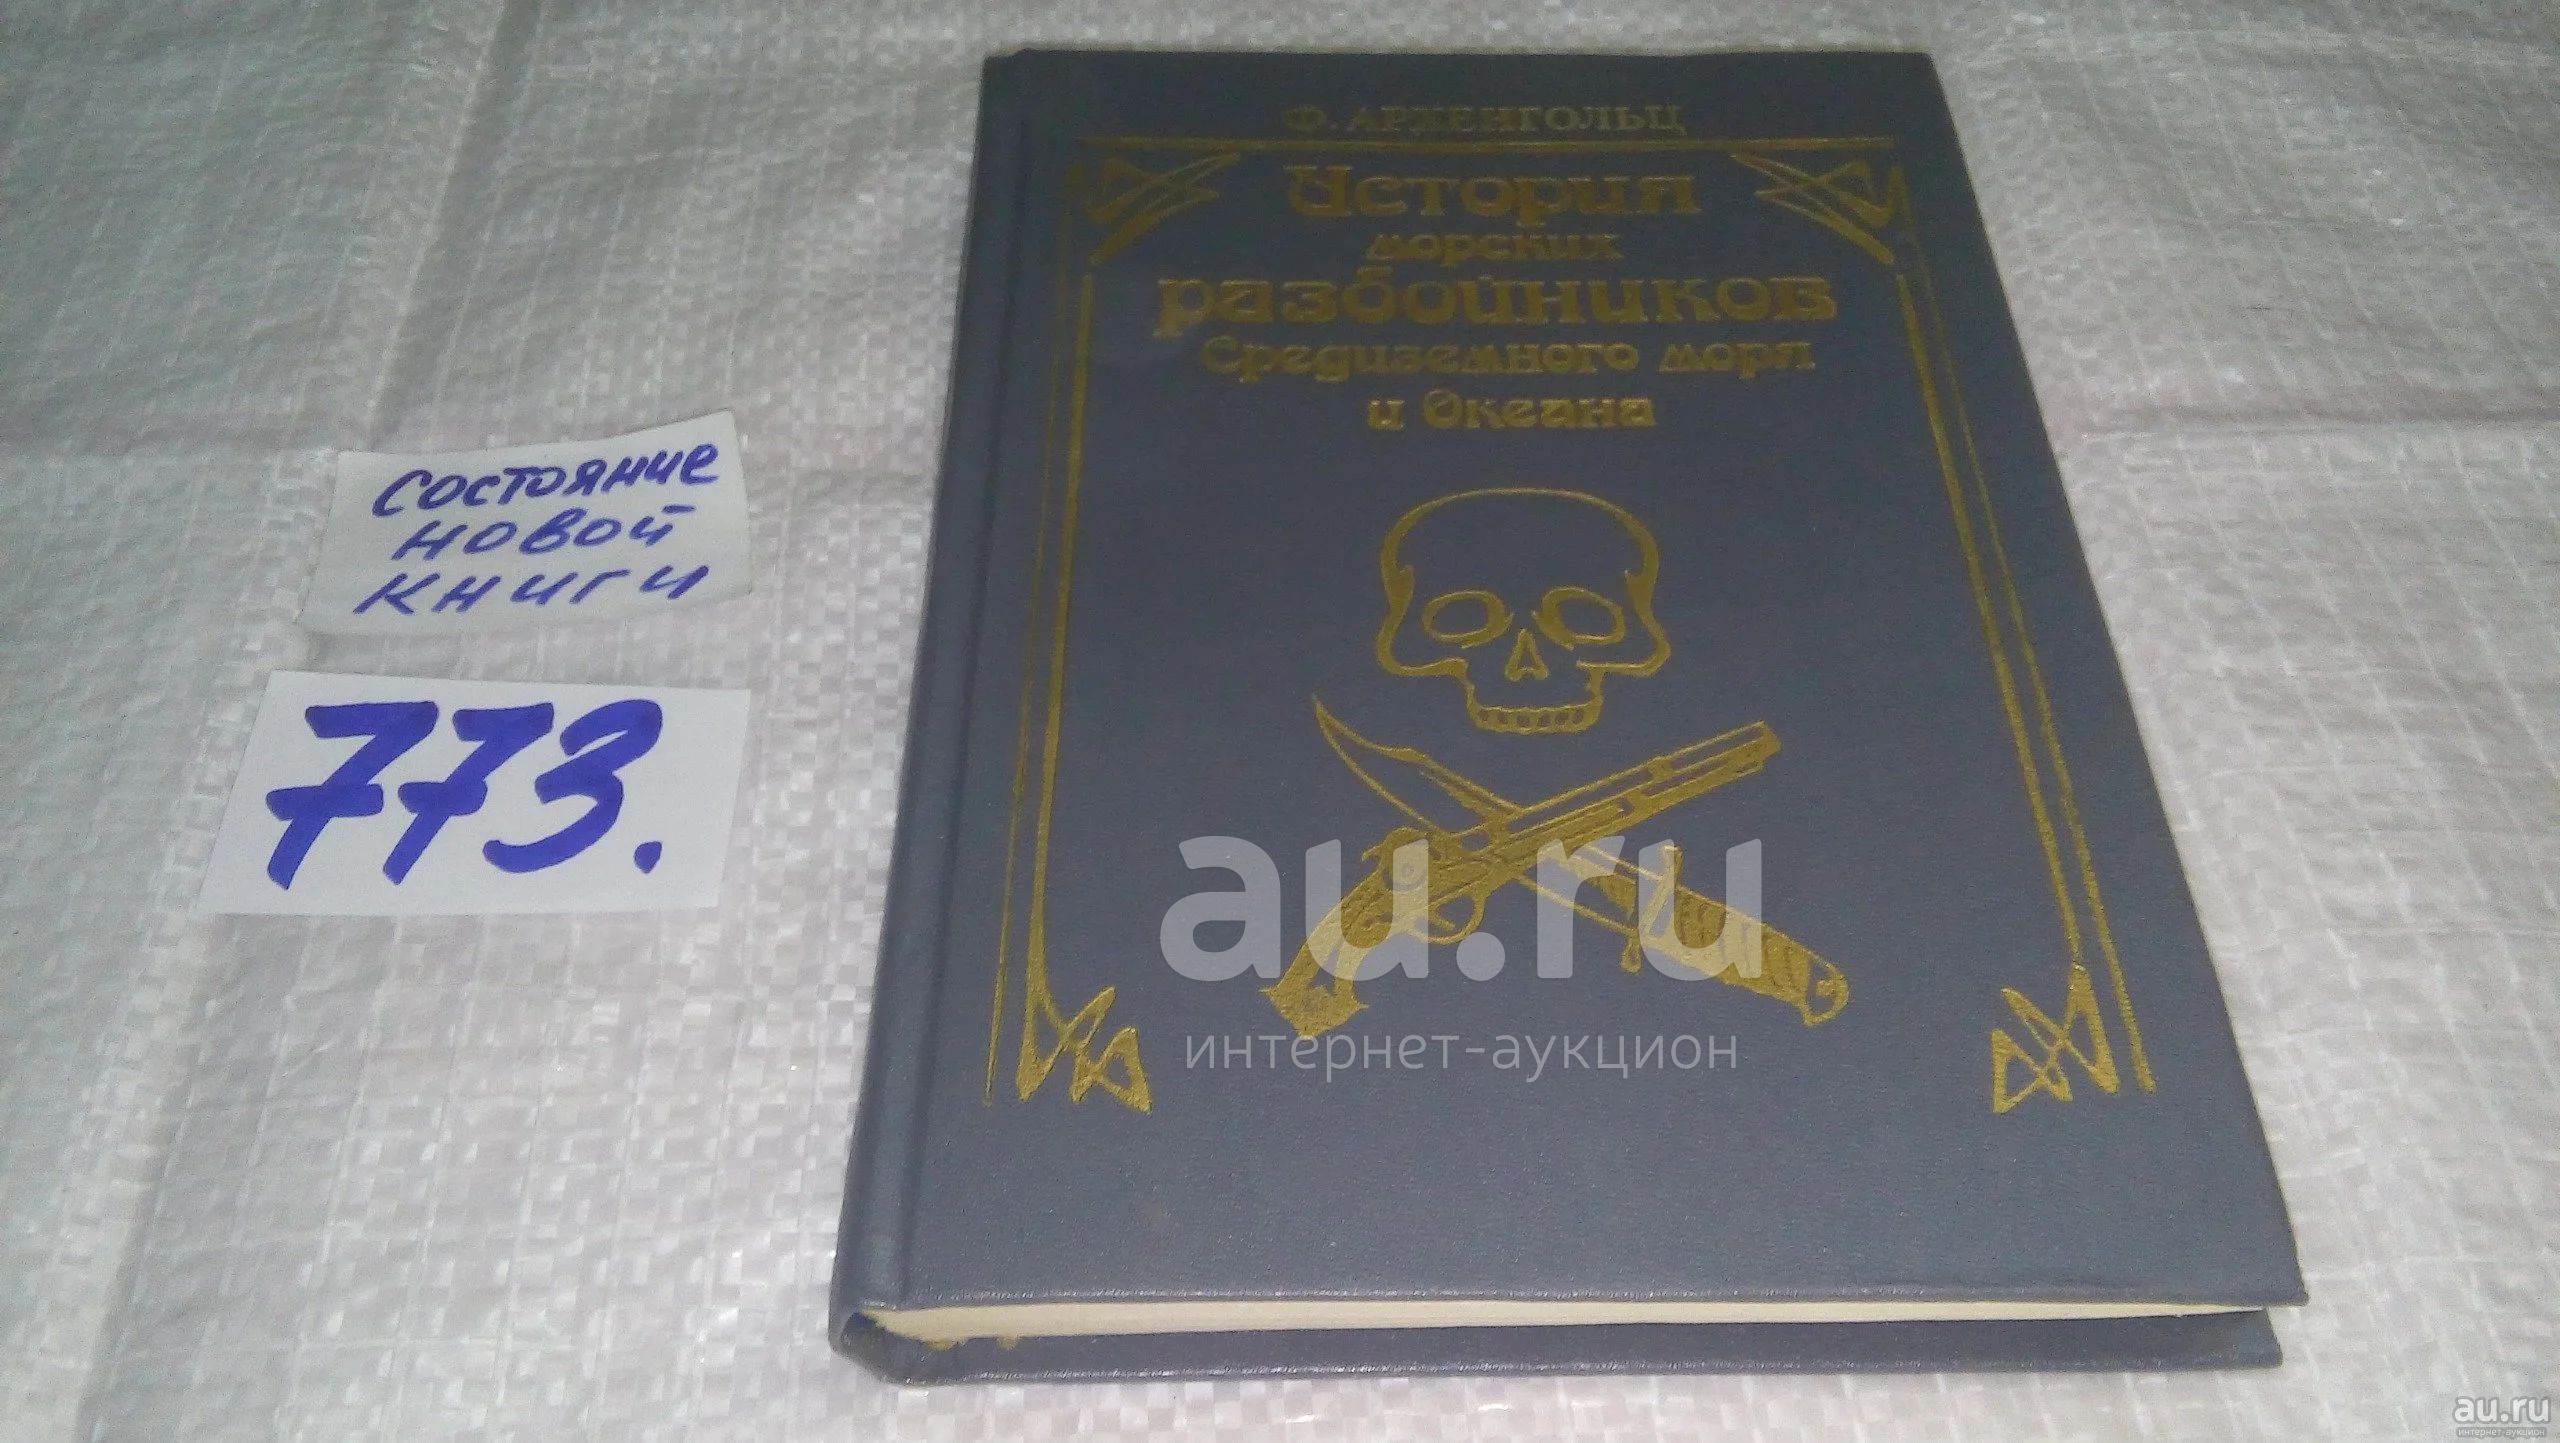 Ф. АРХЕНГОЛЬЦ
История
морских
разбойников
Средиземного моря
и Океана
состояние
новой
книги
773.
au.ru
интернет-аукцион
au.ru
интернет-аукцион